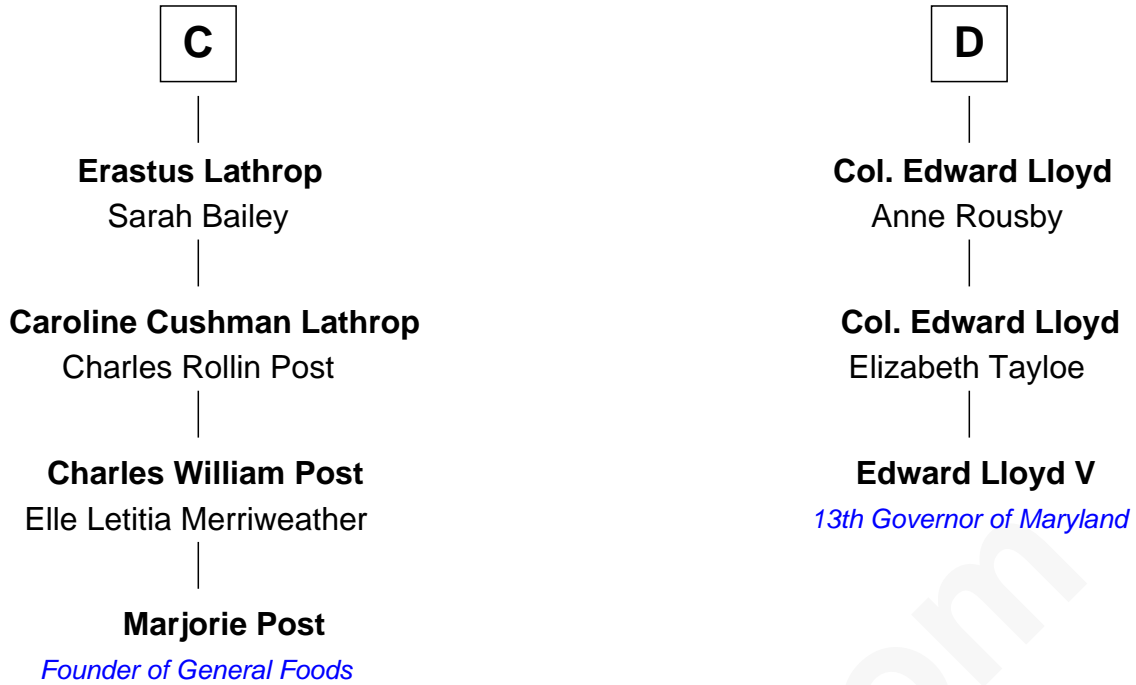 C
Erastus Lathrop
Sarah Bailey
Caroline Cushman Lathrop
Charles Rollin Post
Charles William Post
Elle Letitia Merriweather
Marjorie Post
Founder of General Foods
D
Col. Edward Lloyd
Anne Rousby
Col. Edward Lloyd
Elizabeth Tayloe
Edward Lloyd V
13th Governor of Maryland
om